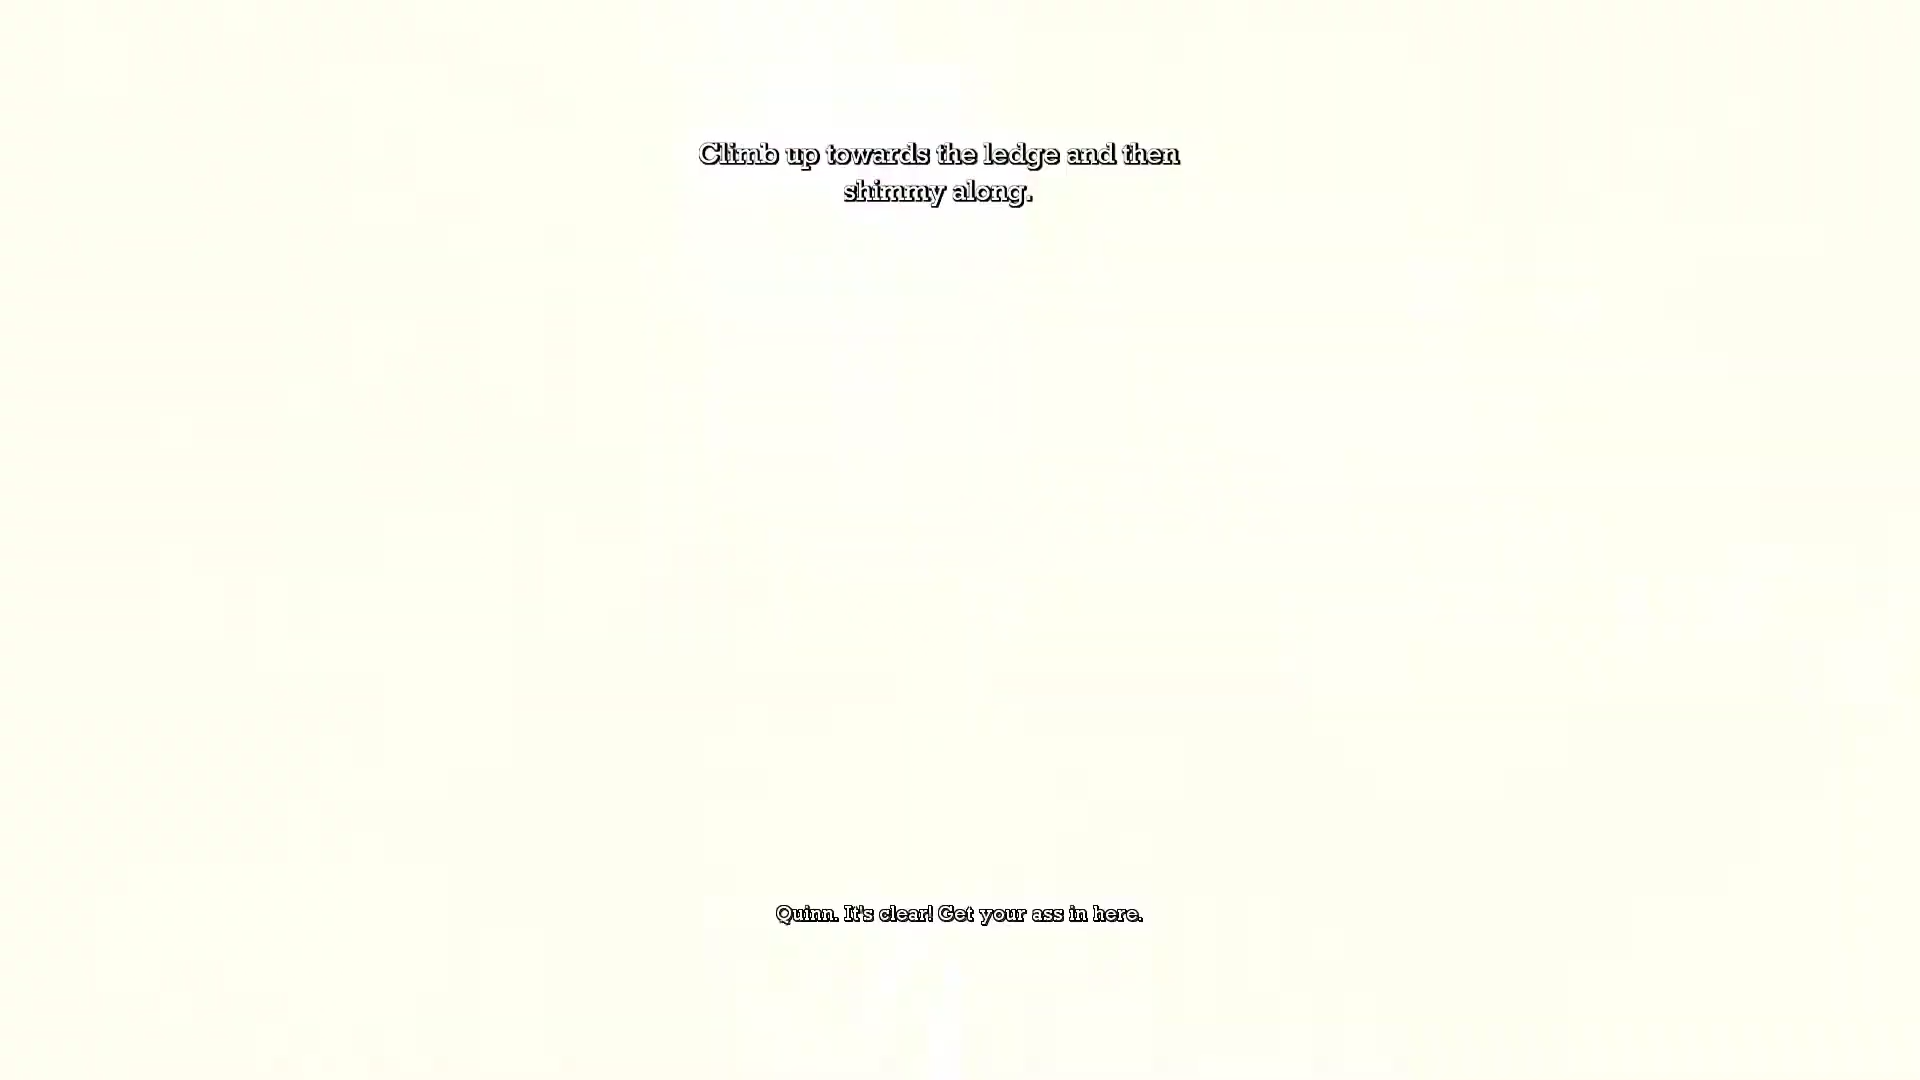 Climb up towards the ledge and then
shimmy along.
Quinn. It's clear! Get your ass in here.